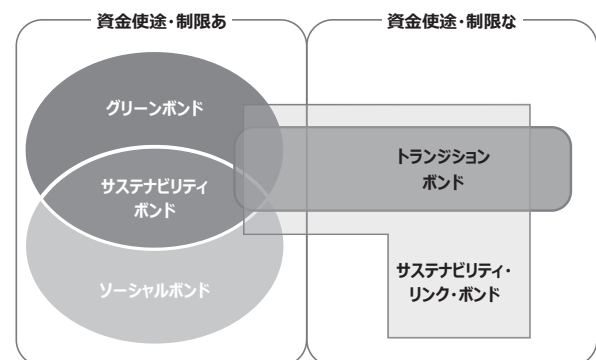 資金使途・制限あ
資金使途・制限な
グリーンボンド
トランジション
ボンド
サステナビリティ
ボンド
ソーシャルボンド
サステナビリティ・
リンク・ボンド